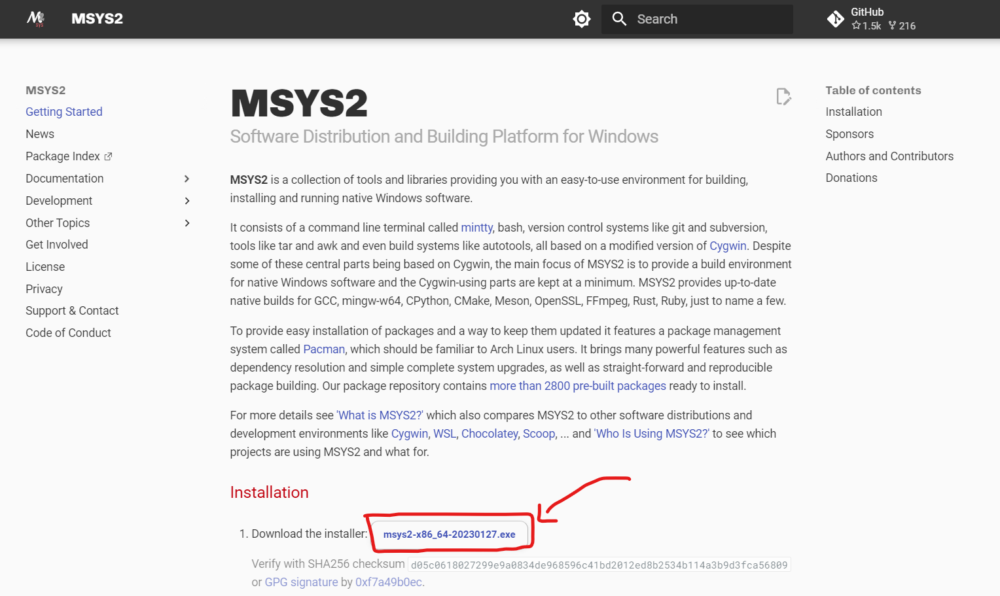 M2 sys
MSYS2
Search
GitHub
1.5k 216
MSYS2
Getting Started
News
Package Index
Documentation
Development
Other Topics
Get Involved
License
Privacy
Support & Contact
Code of Conduct
MSYS2
Software Distribution and Building Platform for Windows
MSYS2 is a collection of tools and libraries providing you with an easy-to-use environment for building,
installing and running native Windows software.
It consists of a command line terminal called mintty, bash, version control systems like git and subversion,
tools like tar and awk and even build systems like autotools, all based on a modified version of Cygwin. Despite
some of these central parts being based on Cygwin, the main focus of MSYS2 is to provide a build environment
for native Windows software and the Cygwin-using parts are kept at a minimum. MSYS2 provides up-to-date
native builds for GCC, mingw-w64, CPython, CMake, Meson, OpenSSL, FFmpeg, Rust, Ruby, just to name a few.
To provide easy installation of packages and a way to keep them updated it features a package management
system called Pacman, which should be familiar to Arch Linux users. It brings many powerful features such as
dependency resolution and simple complete system upgrades, as well as straight-forward and reproducible
package building. Our package repository contains more than 2800 pre-built packages ready to install.
For more details see 'What is MSYS2?' which also compares MSYS2 to other software distributions and
development environments like Cygwin, WSL, Chocolatey, Scoop, ... and 'Who Is Using MSYS2?' to see which
projects are using MSYS2 and what for.
Installation
1. Download the installer: msys2-x86_64-20230127.exe
Verify with SHA256 checksum d05c0618027299e9a0834de968596c41bd2012ed8b2534b114a3b9d3fca56809
or GPG signature by 0xf7a49b0ec.
Table of contents
Installation
Sponsors
Authors and Contributors
Donations